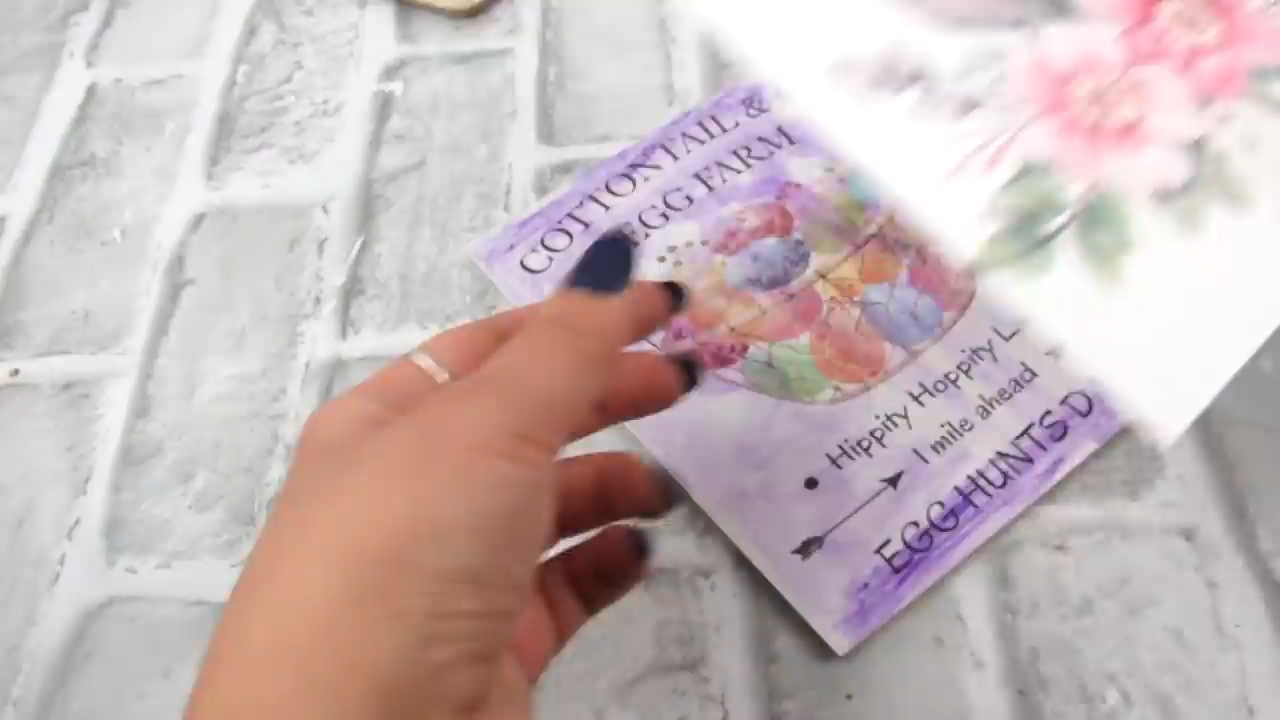 COTTONTAIL &
EGG FARM
Hippity Hoppity L
1 mile ahead
EGG HUNTS D